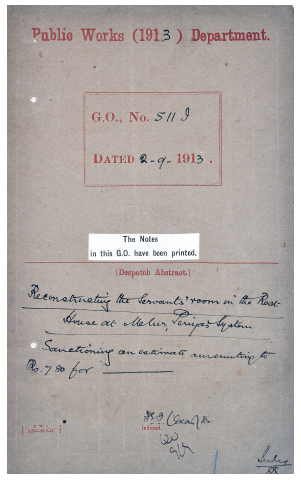 Public Works (1913) Department.
G.O., No. 511 I
DATED 2-9-1913.
The Notes
in this G.O. have been printed.
(Despatch Abstract.)
Reconstructing the Servants' room in the Rest
House at Melur, Periyar System
Sanctioning an estimate amounting to
Rs. 780 for
Indexed.